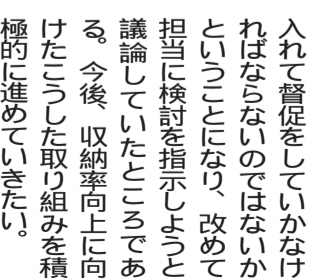 入れて督促をしていかなけ
ればならないのではないか
ということになり、改めて
担当に検討を指示しようと
議論していたところであ
る。今後、収納率向上に向
けたこうした取り組みを積
極的に進めていきたい。